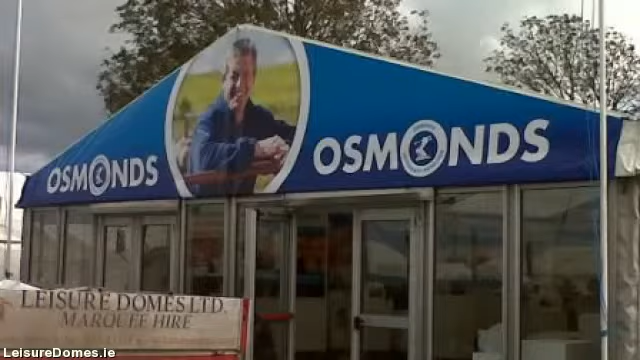 OSMONDS
OSMONDS
LEISURE DOMES LTD.
MARQUEE HIRE
LeisureDomes.ie